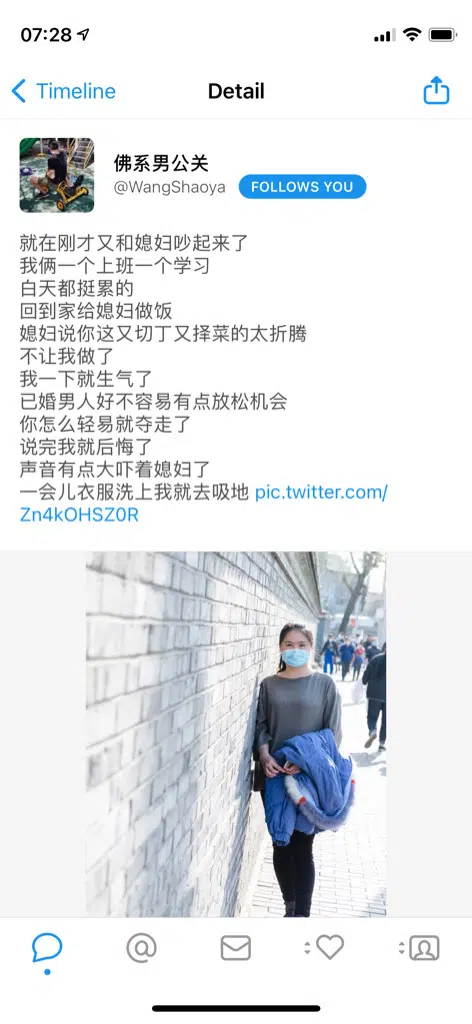 07:28
Timeline
Detail
佛系男公关
@WangShaoya
FOLLOWS YOU
就在刚才又和媳妇吵起来了
我俩一个上班一个学习
白天都挺累的
回到家给媳妇做饭
媳妇说你这又切丁又择菜的太折腾
不让我做了
我一下就生气了
已婚男人好不容易有点放松机会
你怎么轻易就夺走了
说完我就后悔了
声音有点大吓着媳妇了
一会儿衣服洗上我就去吸地 pic.twitter.com/
Zn4kOHSZ0R